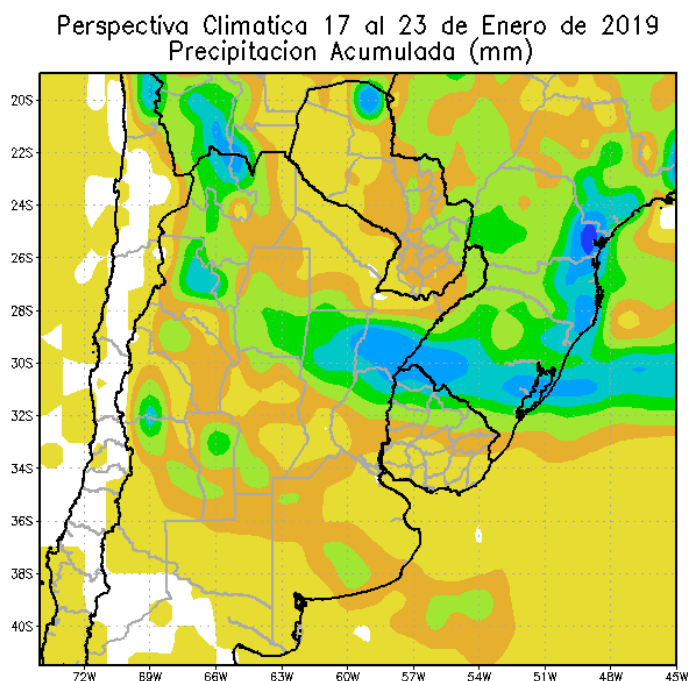 Perspectiva Climatica 17 al 23 de Enero de 2019
Precipitacion Acumulada (mm)
20S
22S
24S
26S
28S
30S
32S
34S
36S
38S
40S
72W 69W 66W 63W 60W 57W 54W 51W 48W 45W